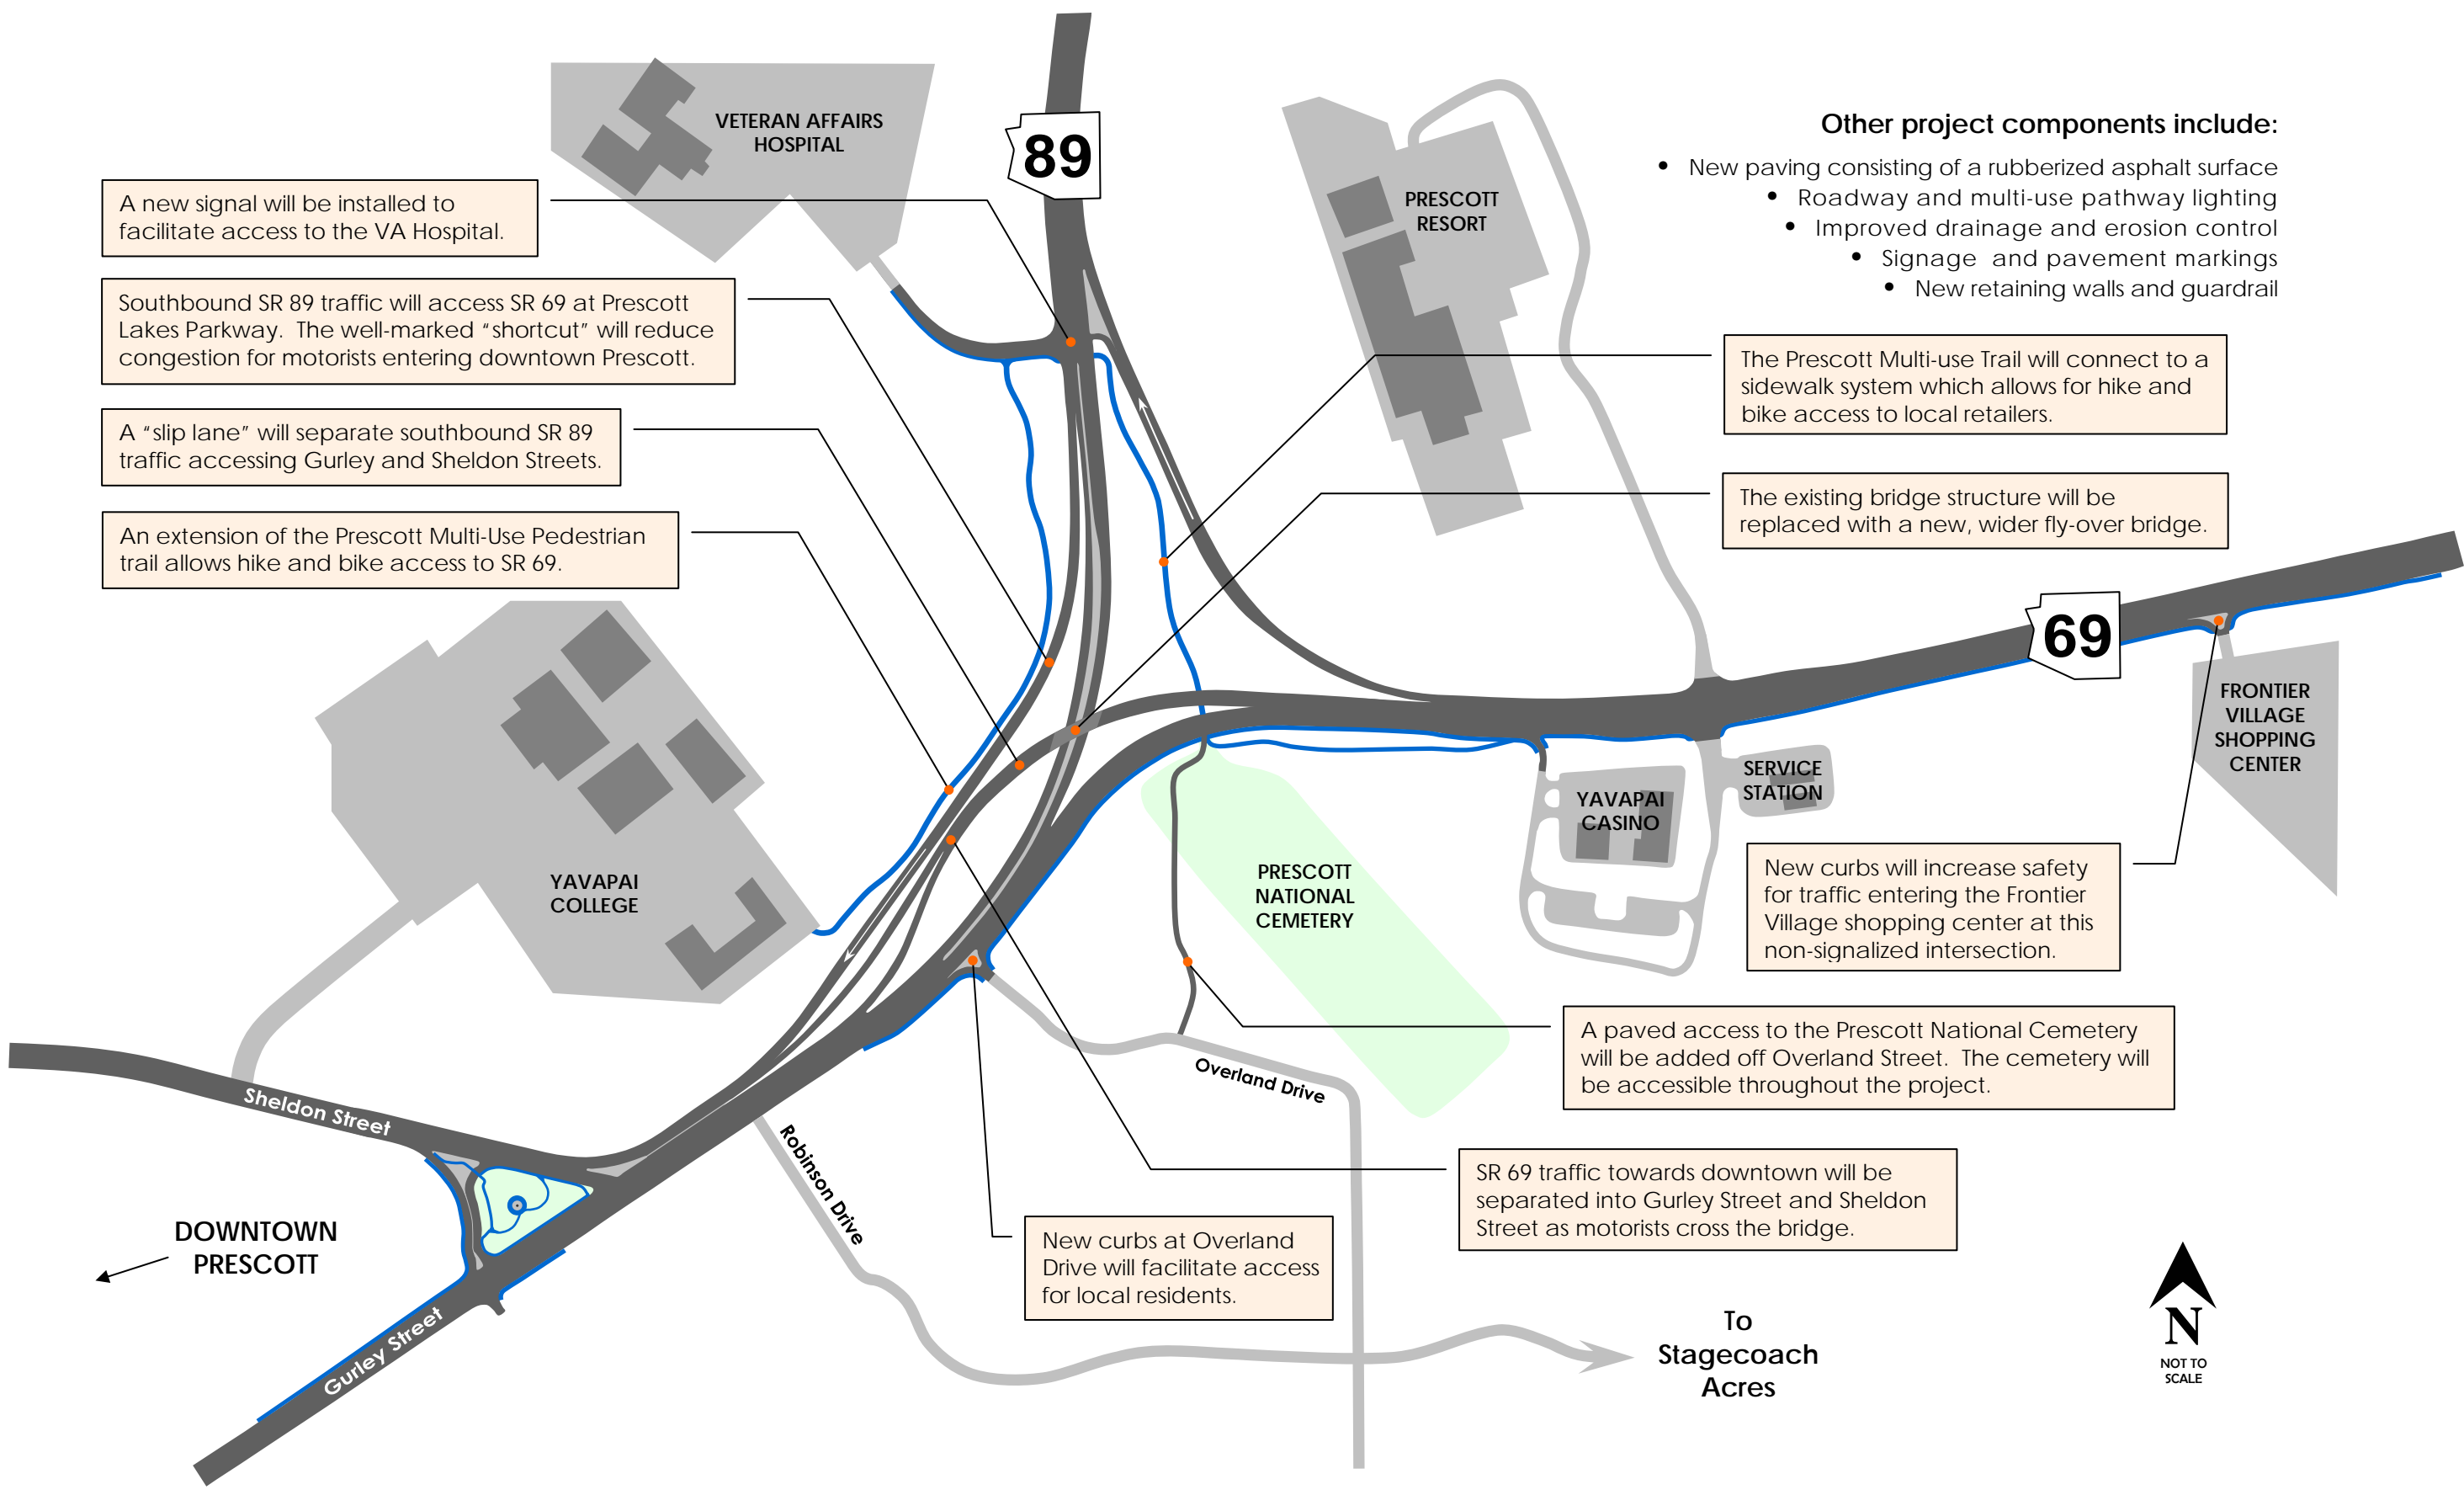 VETERAN AFFAIRS
HOSPITAL
89
PRESCOTT
RESORT
Other project components include:
• New paving consisting of a rubberized asphalt surface
• Roadway and multi-use pathway lighting
• Improved drainage and erosion control
• Signage and pavement markings
• New retaining walls and guardrail
A new signal will be installed to
facilitate access to the VA Hospital.
Southbound SR 89 traffic will access SR 69 at Prescott
Lakes Parkway. The well-marked “shortcut” will reduce
congestion for motorists entering downtown Prescott.
A “slip lane” will separate southbound SR 89
traffic accessing Gurley and Sheldon Streets.
An extension of the Prescott Multi-Use Pedestrian
trail allows hike and bike access to SR 69.
The Prescott Multi-use Trail will connect to a
sidewalk system which allows for hike and
bike access to local retailers.
The existing bridge structure will be
replaced with a new, wider fly-over bridge.
69
FRONTIER
VILLAGE
SHOPPING
CENTER
SERVICE
STATION
YAVAPAI
CASINO
YAVAPAI
COLLEGE
PRESCOTT
NATIONAL
CEMETERY
New curbs will increase safety
for traffic entering the Frontier
Village shopping center at this
non-signalized intersection.
A paved access to the Prescott National Cemetery
will be added off Overland Street. The cemetery will
be accessible throughout the project.
Overland Drive
Sheldon Street
Robinson Drive
SR 69 traffic towards downtown will be
separated into Gurley Street and Sheldon
Street as motorists cross the bridge.
DOWNTOWN
PRESCOTT
New curbs at Overland
Drive will facilitate access
for local residents.
Gurley Street
To
Stagecoach
Acres
N
NOT TO
SCALE